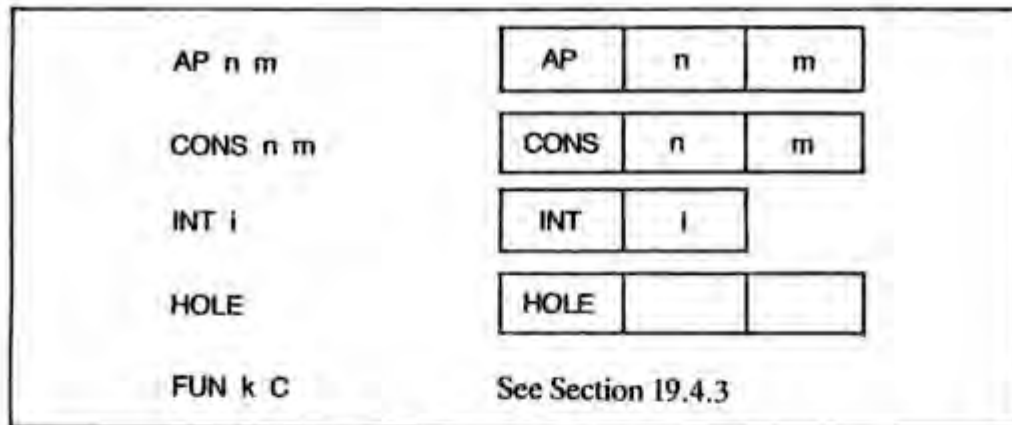 AP n m AP n m
CONS n m CONS n m
INT i INT i
HOLE HOLE
FUN k C See Section 19.4.3